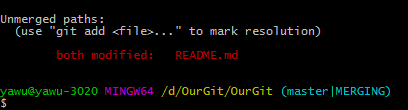 Unmerged paths:
  (use "git add <file>..." to mark resolution)
        both modified:   README.md
yawu@yawu-3020 MINGW64 /d/OurGit/OurGit (master|MERGING)
$